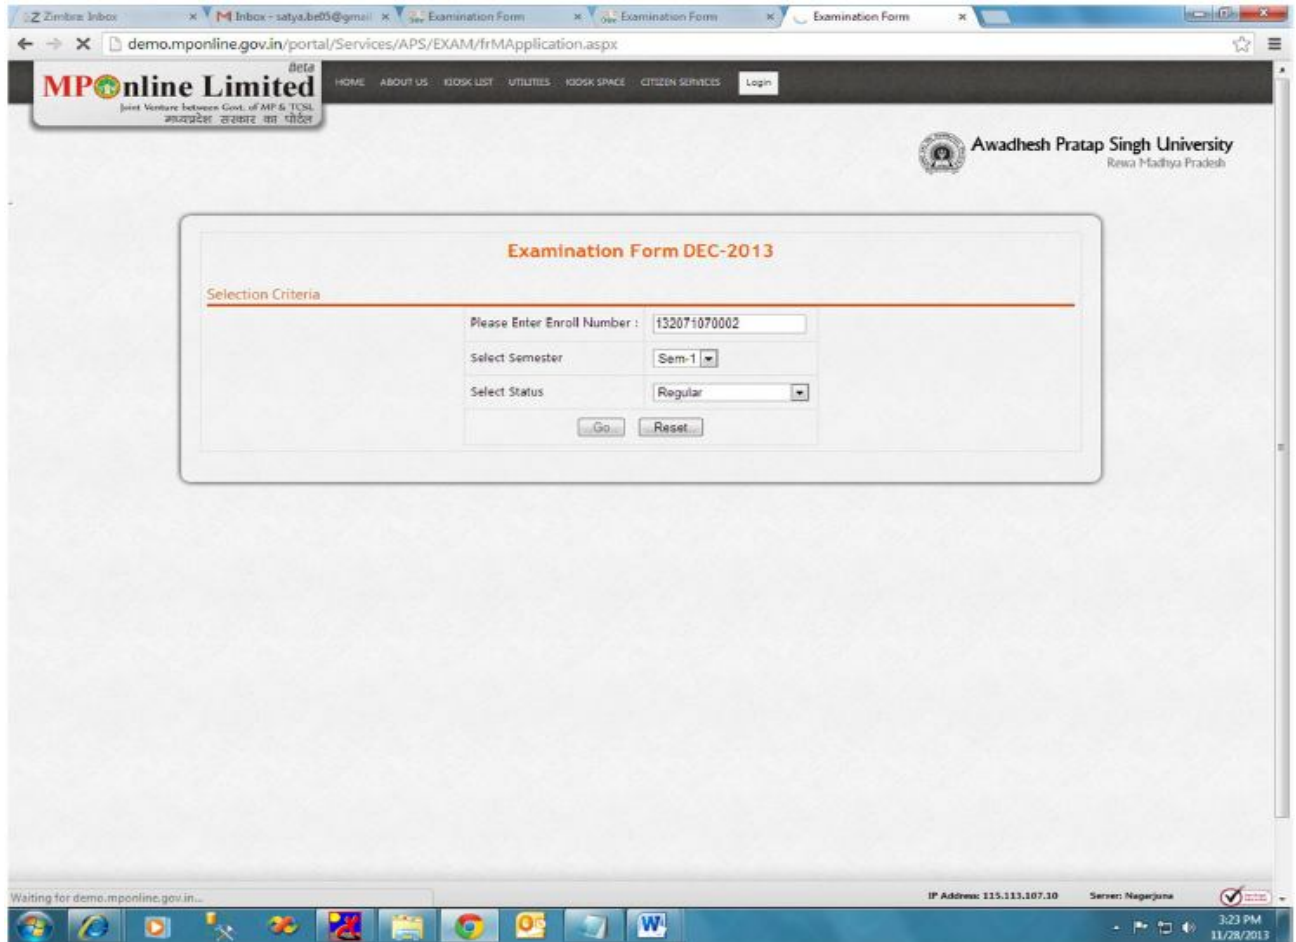 Zimbra: Inbox
Inbox - satya.be05@gmail
Examination Form
Examination Form
Examination Form
demo.mponline.gov.in/portal/Services/APS/EXAM/frMApplication.aspx
Beta
MPOnline Limited
Joint Venture between Govt. of MP & TCSL
मध्यप्रदेश सरकार का पोर्टल
HOME ABOUT US KIOSK LIST UTILITIES KIOSK SPACE CITIZEN SERVICES Login
Awadhesh Pratap Singh University
Rewa Madhya Pradesh
Examination Form DEC-2013
Selection Criteria
Please Enter Enroll Number : 132071070002
Select Semester Sem-1
Select Status Regular
Go.. Reset..
Waiting for demo.mponline.gov.in...
IP Address: 115.113.107.10 Server: Nagarjuna
3:23 PM
11/28/2013